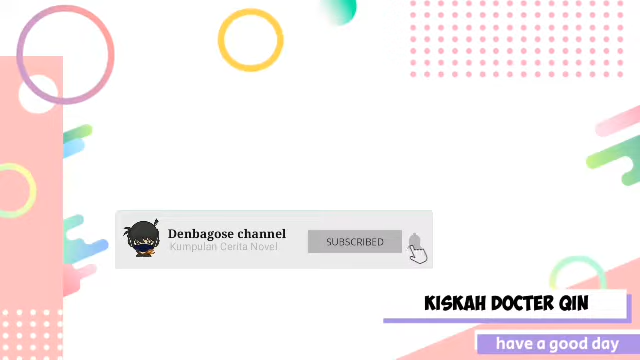 Denbagose channel
Kumpulan Cerita Novel
SUBSCRIBED
KISKAH DOCTER QIN
have a good day